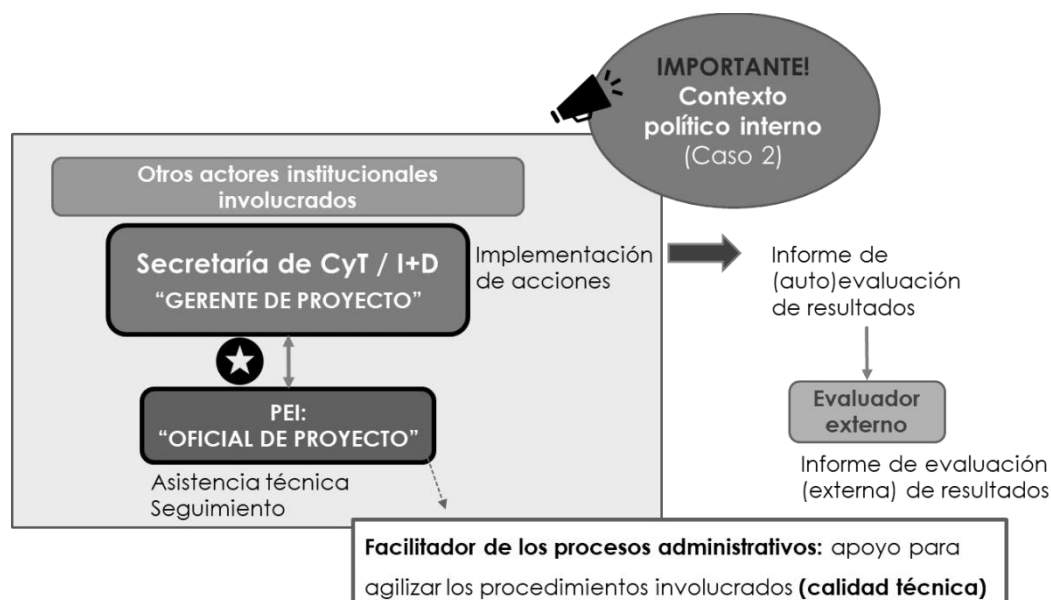 IMPORTANTE!
Contexto
político interno
(Caso 2)
Otros actores institucionales
involucrados
Secretaría de CyT / I+D
“GERENTE DE PROYECTO”
Implementación
de acciones
Informe de
(auto)evaluación
de resultados
PEI:
“OFICIAL DE PROYECTO”
Asistencia técnica
Seguimiento
Evaluador
externo
Informe de evaluación
(externa) de resultados
Facilitador de los procesos administrativos: apoyo para
agilizar los procedimientos involucrados (calidad técnica)